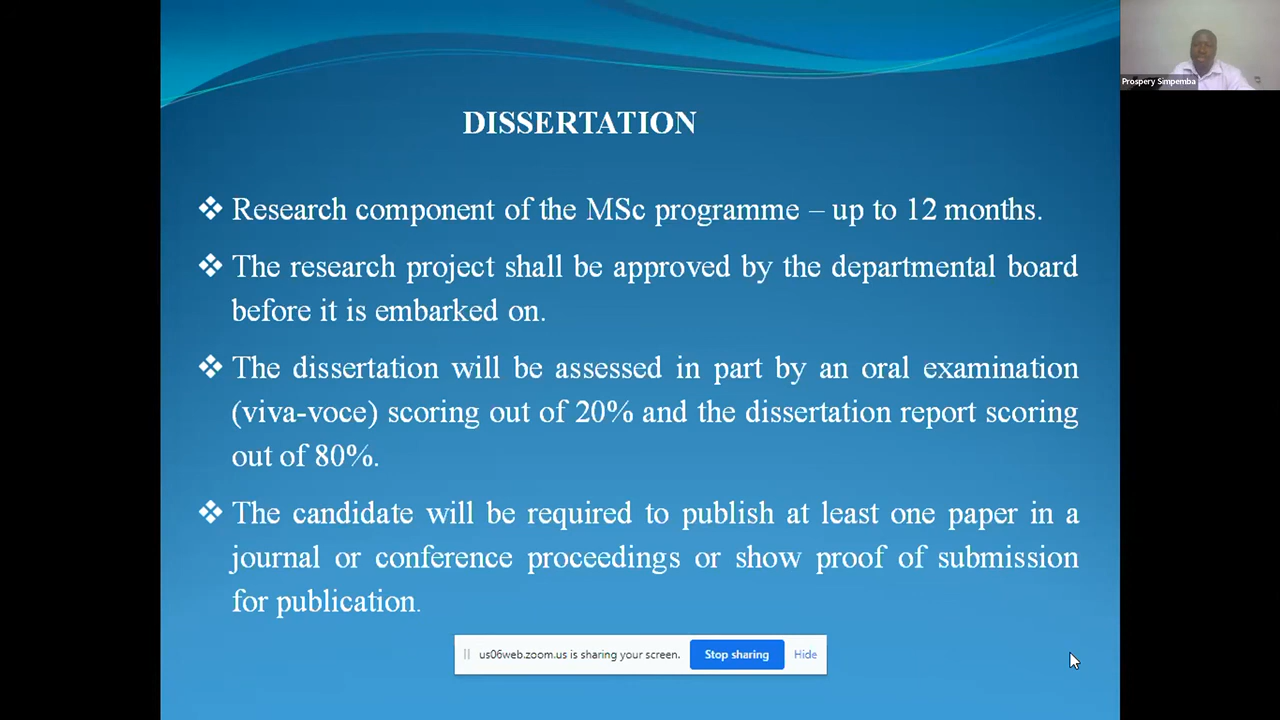 Prospery Simpemba
DISSERTATION
❖ Research component of the MSc programme – up to 12 months.
❖ The research project shall be approved by the departmental board
before it is embarked on.
❖ The dissertation will be assessed in part by an oral examination
(viva-voce) scoring out of 20% and the dissertation report scoring
out of 80%.
❖ The candidate will be required to publish at least one paper in a
journal or conference proceedings or show proof of submission
for publication.
us06web.zoom.us is sharing your screen. Stop sharing Hide